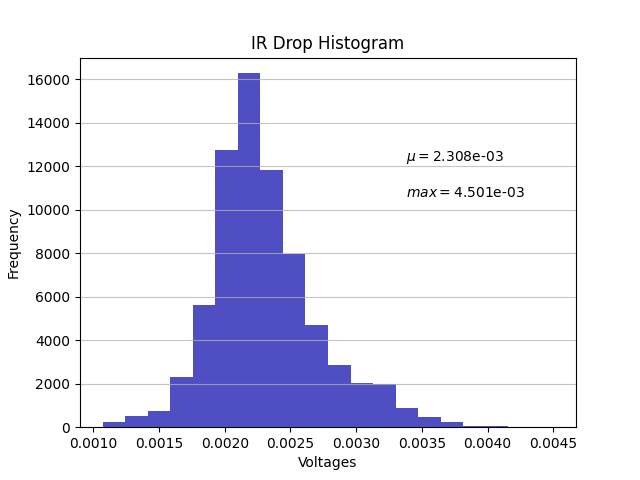 IR Drop Histogram
16000
14000
12000
10000
8000
6000
4000
2000
0
Frequency
μ = 2.308e-03
max = 4.501e-03
0.0010 0.0015 0.0020 0.0025 0.0030 0.0035 0.0040 0.0045
Voltages